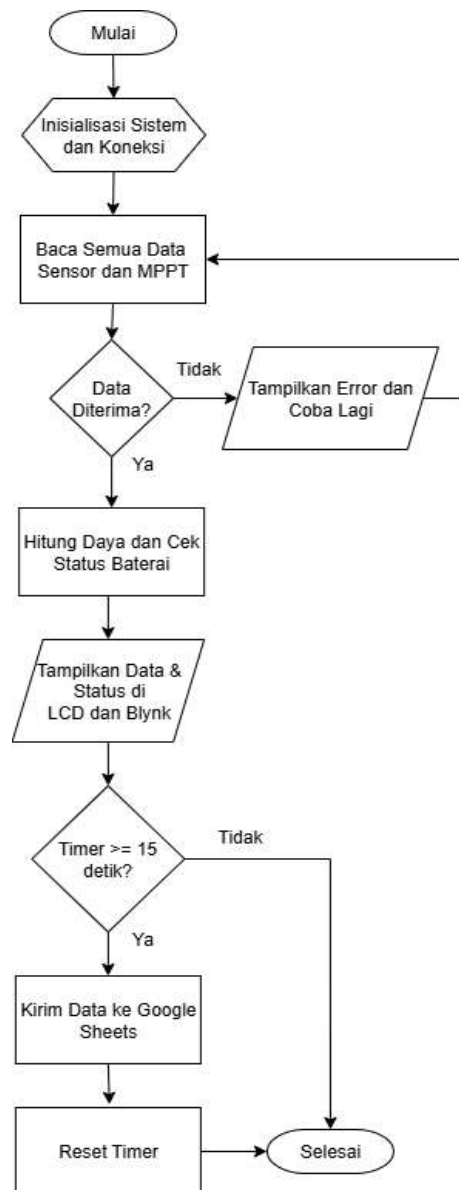 Mulai
Inisialisasi Sistem
dan Koneksi
Baca Semua Data
Sensor dan MPPT
Data
Diterima?
Tidak
Tampilkan Error dan
Coba Lagi
Ya
Hitung Daya dan Cek
Status Baterai
Tampilkan Data &
Status di
LCD dan Blynk
Timer >= 15
detik?
Tidak
Ya
Kirim Data ke Google
Sheets
Reset Timer
Selesai